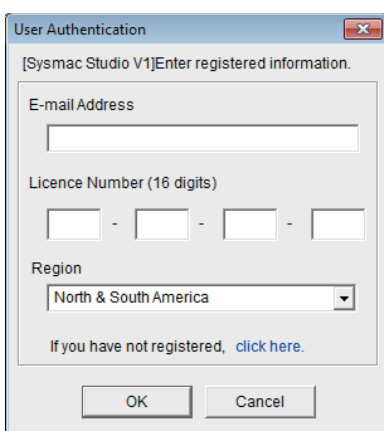 User Authentication
[Sysmac Studio V1]Enter registered information.
E-mail Address
Licence Number (16 digits)
- - -
Region
North & South America
If you have not registered, click here.
OK Cancel